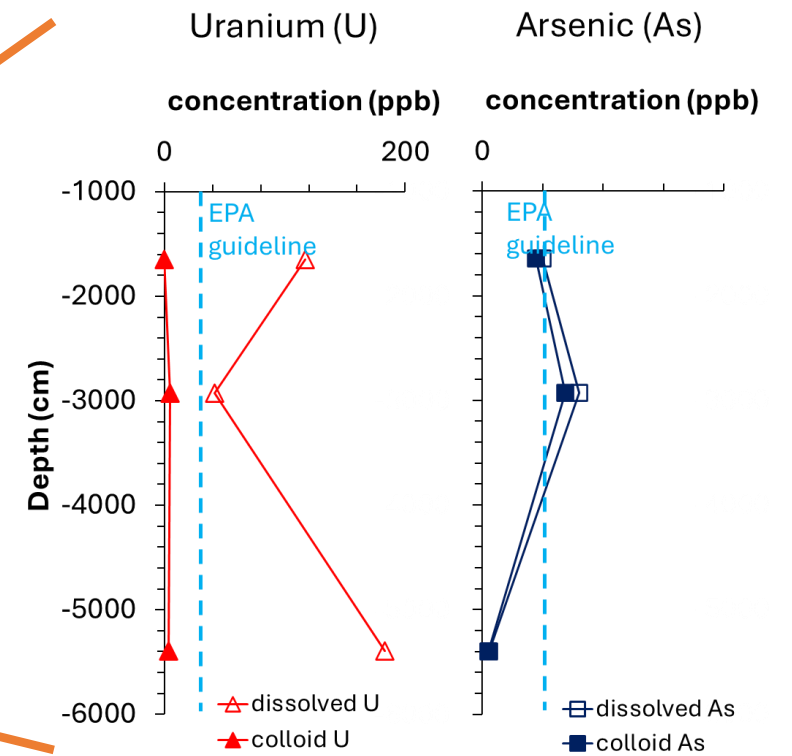 Uranium (U)
Arsenic (As)
concentration (ppb)
concentration (ppb)
0
200
0
-1000
-2000
-3000
-4000
-5000
-6000
Depth (cm)
EPA
guideline
EPA
guideline
dissolved U
colloid U
dissolved As
colloid As